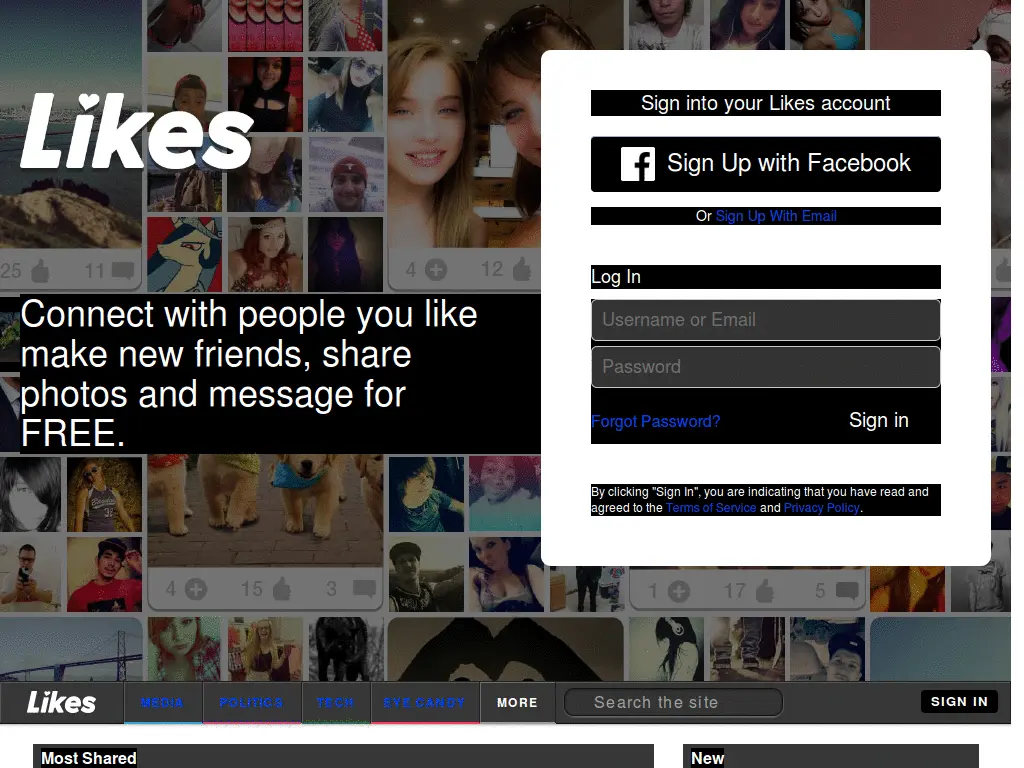 Likes
Connect with people you like
make new friends, share
photos and message for
FREE.
25 11
4 12
4 15 3
1 17 5
Sign into your Likes account
Sign Up with Facebook
Or Sign Up With Email
Log In
Username or Email
Password
Forgot Password? Sign in
By clicking "Sign In", you are indicating that you have read and
agreed to the Terms of Service and Privacy Policy.
Likes MEDIA POLITICS TECH EYE CANDY MORE Search the site SIGN IN
Most Shared New